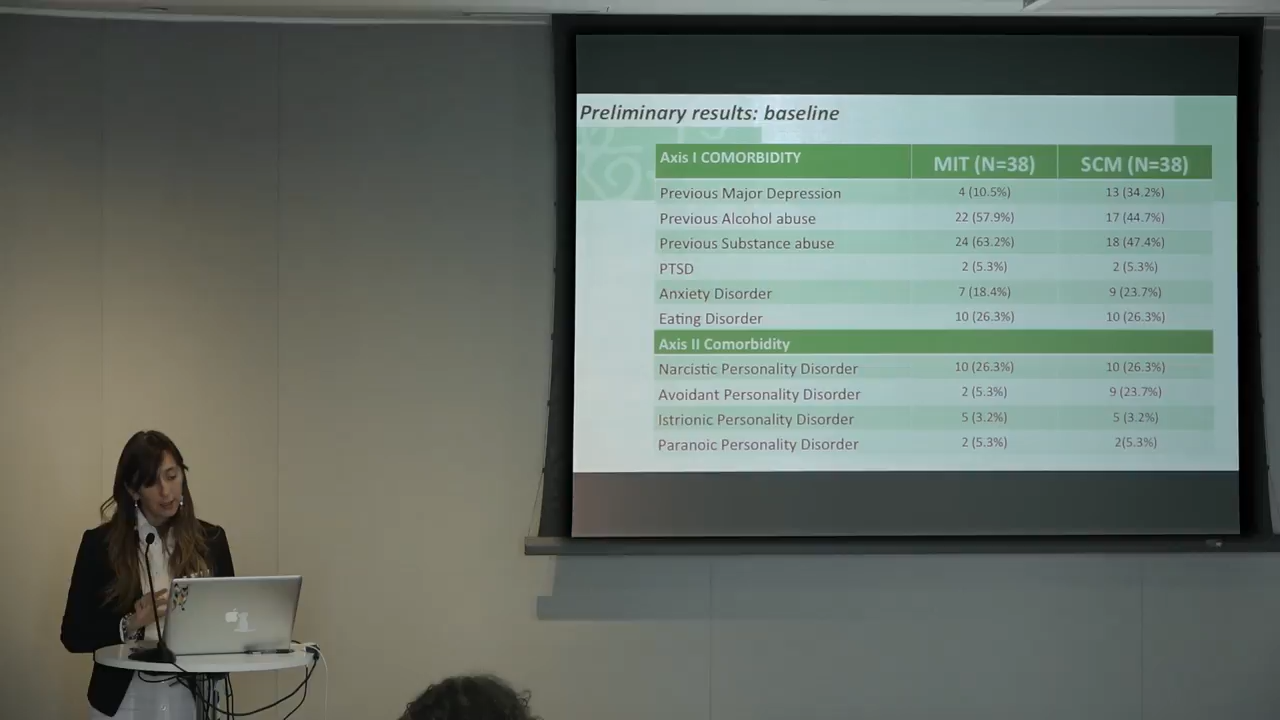 Preliminary results: baseline
Axis I COMORBIDITY MIT (N=38) SCM (N=38)
Previous Major Depression 4 (10.5%) 13 (34.2%)
Previous Alcohol abuse 22 (57.9%) 17 (44.7%)
Previous Substance abuse 24 (63.2%) 18 (47.4%)
PTSD 2 (5.3%) 2 (5.3%)
Anxiety Disorder 7 (18.4%) 9 (23.7%)
Eating Disorder 10 (26.3%) 10 (26.3%)
Axis II Comorbidity
Narcistic Personality Disorder 10 (26.3%) 10 (26.3%)
Avoidant Personality Disorder 2 (5.3%) 9 (23.7%)
Istrionic Personality Disorder 5 (3.2%) 5 (3.2%)
Paranoic Personality Disorder 2 (5.3%) 2(5.3%)